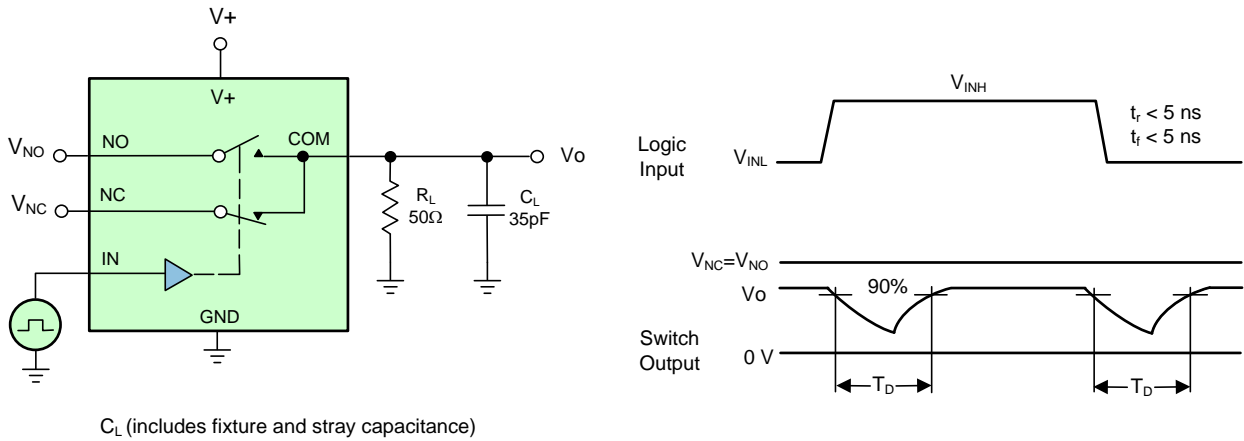 V+
V+
NO
COM
V_NO
Vo
NC
V_NC
R_L
50Ω
C_L
35pF
IN
GND
C_L (includes fixture and stray capacitance)
V_INH
t_r < 5 ns
t_f < 5 ns
Logic
Input
V_INL
V_NC=V_NO
Vo
90%
Switch
Output
0 V
T_D
T_D